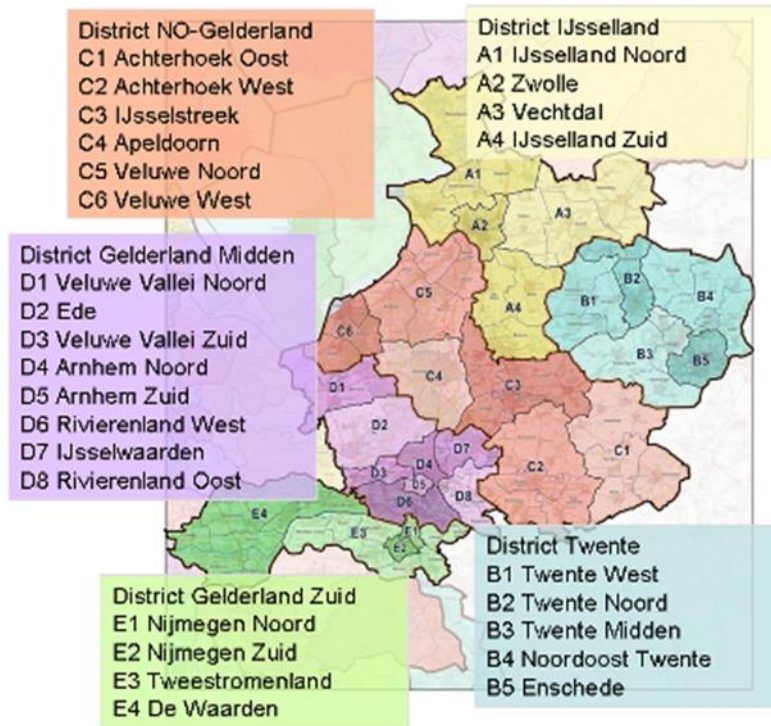 District NO-Gelderland
C1 Achterhoek Oost
C2 Achterhoek West
C3 IJsselstreek
C4 Apeldoorn
C5 Veluwe Noord
C6 Veluwe West
District IJsselland
A1 IJsselland Noord
A2 Zwolle
A3 Vechtdal
A4 IJsselland Zuid
District Gelderland Midden
D1 Veluwe Vallei Noord
D2 Ede
D3 Veluwe Vallei Zuid
D4 Arnhem Noord
D5 Arnhem Zuid
D6 Rivierenland West
D7 IJsselwaarden
D8 Rivierenland Oost
A1
A2
A3
A4
B1
B2
B4
B3
B5
C5
C6
C4
C3
D1
D2
C2
C1
D3
D4
D7
D5
D6
D8
E4
E3
E1
E2
District Gelderland Zuid
E1 Nijmegen Noord
E2 Nijmegen Zuid
E3 Tweestromenland
E4 De Waarden
District Twente
B1 Twente West
B2 Twente Noord
B3 Twente Midden
B4 Noordoost Twente
B5 Enschede